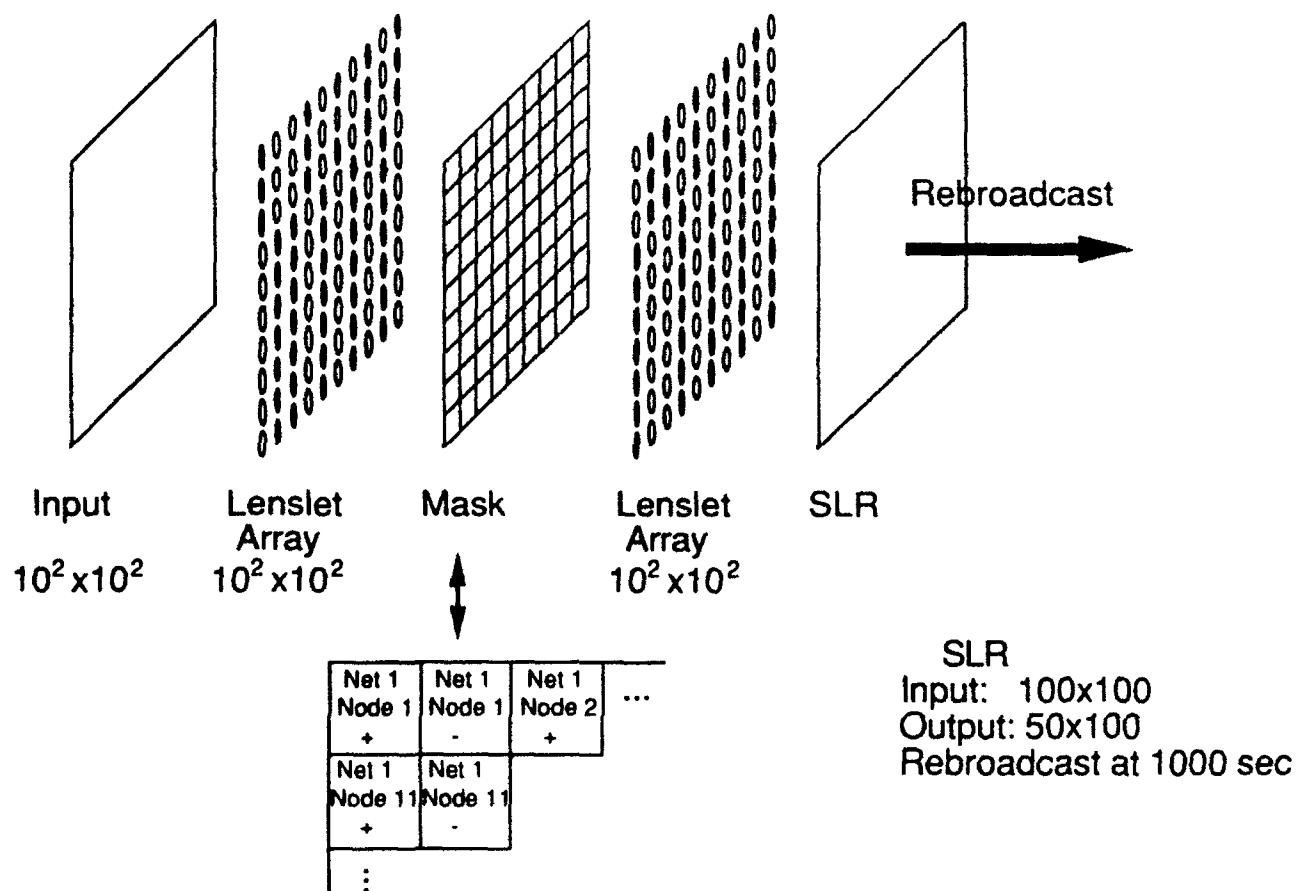 Rebroadcast
Input
10²x10²
Lenslet
Array
10²x10²
Mask
Lenslet
Array
10²x10²
SLR
Net 1
Node 1
+
Net 1
Node 1
-
Net 1
Node 2
+
...
Net 1
Node 11
+
Net 1
Node 11
-
⋮
SLR
Input: 100x100
Output: 50x100
Rebroadcast at 1000 sec